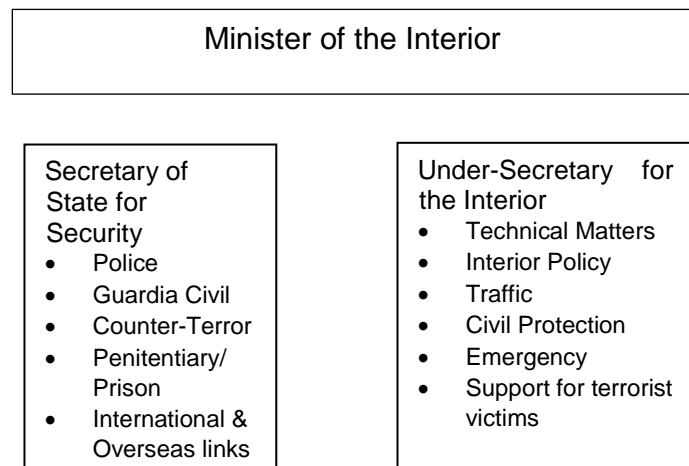 Minister of the Interior
Secretary of
State for
Security
• Police
• Guardia Civil
• Counter-Terror
• Penitentiary/
Prison
• International &
Overseas links
Under-Secretary for
the Interior
• Technical Matters
• Interior Policy
• Traffic
• Civil Protection
• Emergency
• Support for terrorist
victims